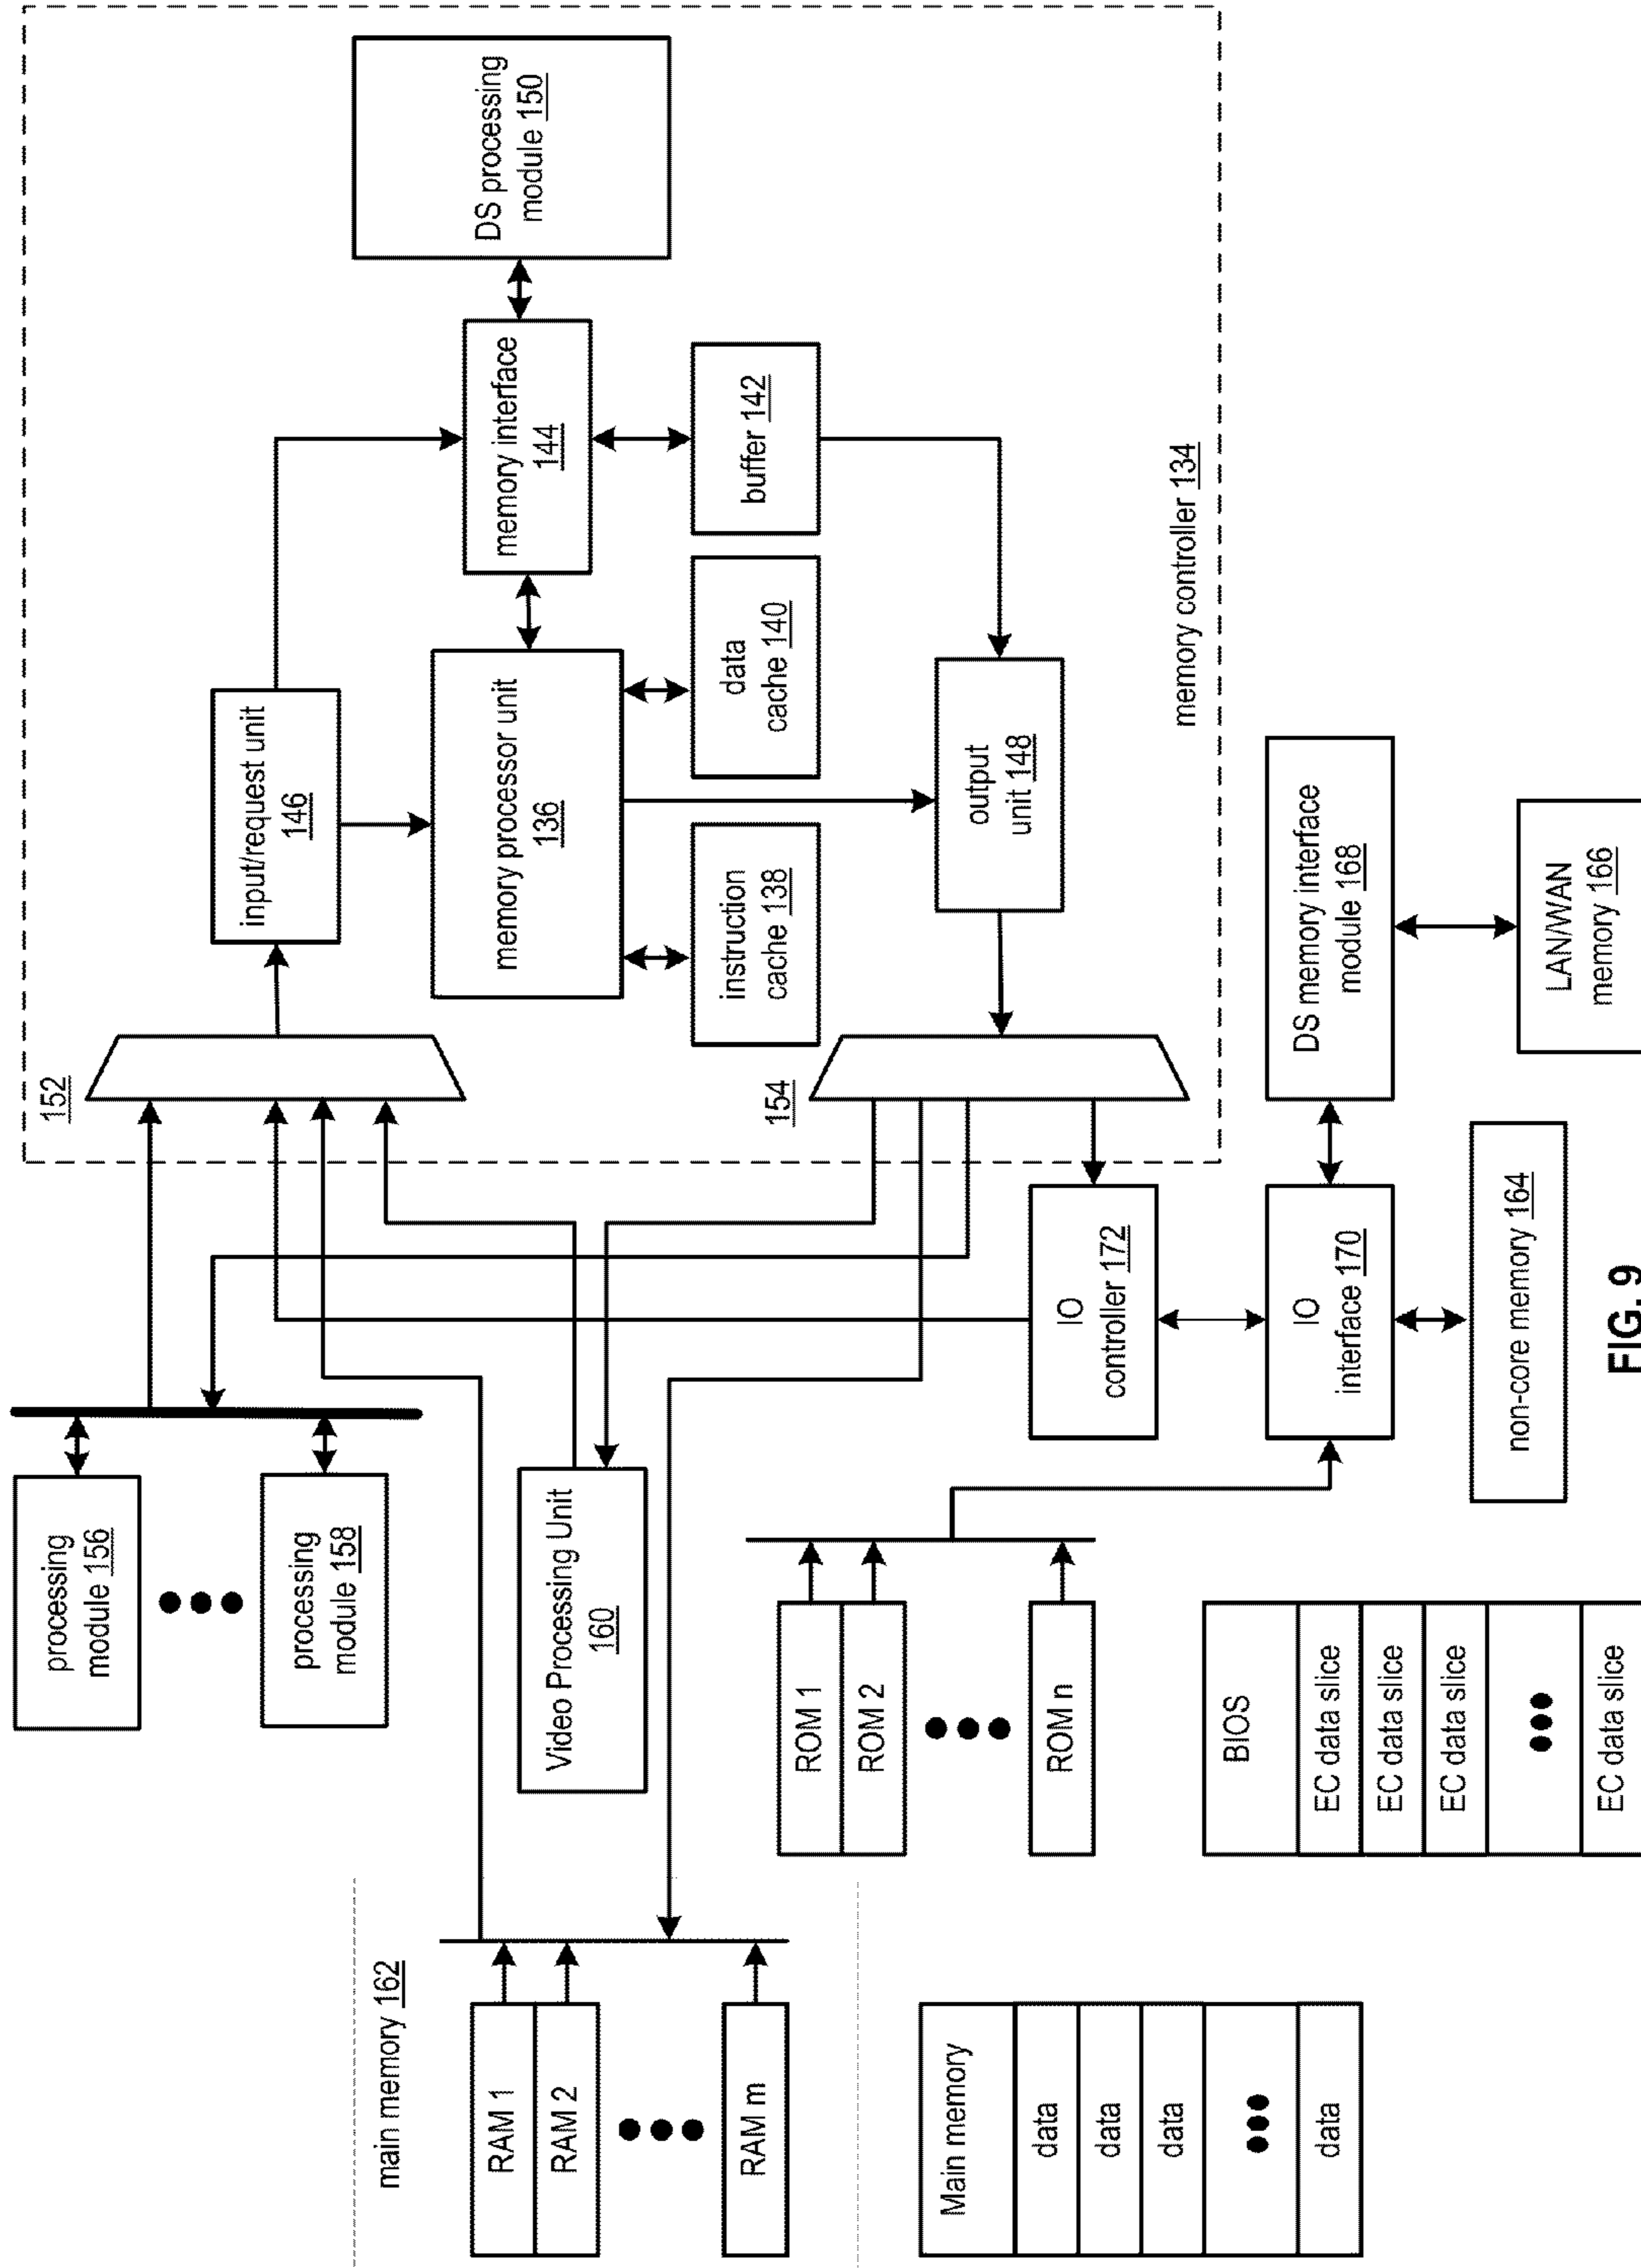 processing
module 156
processing
module 158
152
input/request unit
146
memory interface
144
DS processing
module 150
memory processor unit
136
instruction
cache 138
data
cache 140
buffer 142
output
unit 148
154
memory controller 134
main memory 162
RAM 1
RAM 2
RAM m
Video Processing Unit
160
ROM 1
ROM 2
ROM n
IO
controller 172
IO
interface 170
DS memory interface
module 168
LAN/WAN
memory 166
non-core memory 164
Main memory
data
data
data
data
BIOS
EC data slice
EC data slice
EC data slice
EC data slice
FIG. 9